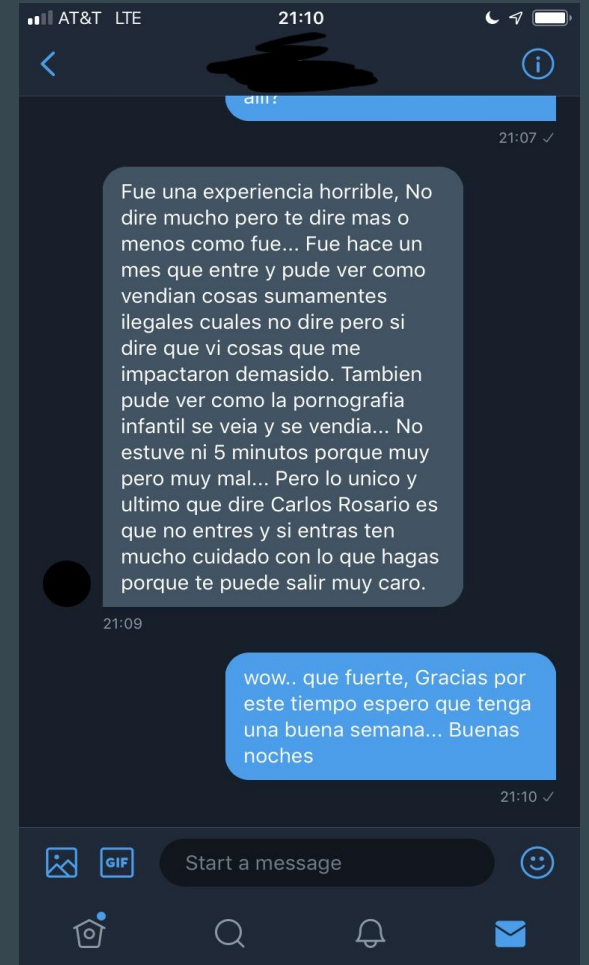 AT&T LTE 21:10
alli?
21:07 ✓
Fue una experiencia horrible, No
dire mucho pero te dire mas o
menos como fue... Fue hace un
mes que entre y pude ver como
vendian cosas sumamentes
ilegales cuales no dire pero si
dire que vi cosas que me
impactaron demasido. Tambien
pude ver como la pornografia
infantil se veia y se vendia... No
estuve ni 5 minutos porque muy
pero muy mal... Pero lo unico y
ultimo que dire Carlos Rosario es
que no entres y si entras ten
mucho cuidado con lo que hagas
porque te puede salir muy caro.
21:09
wow.. que fuerte, Gracias por
este tiempo espero que tenga
una buena semana... Buenas
noches
21:10 ✓
GIF Start a message